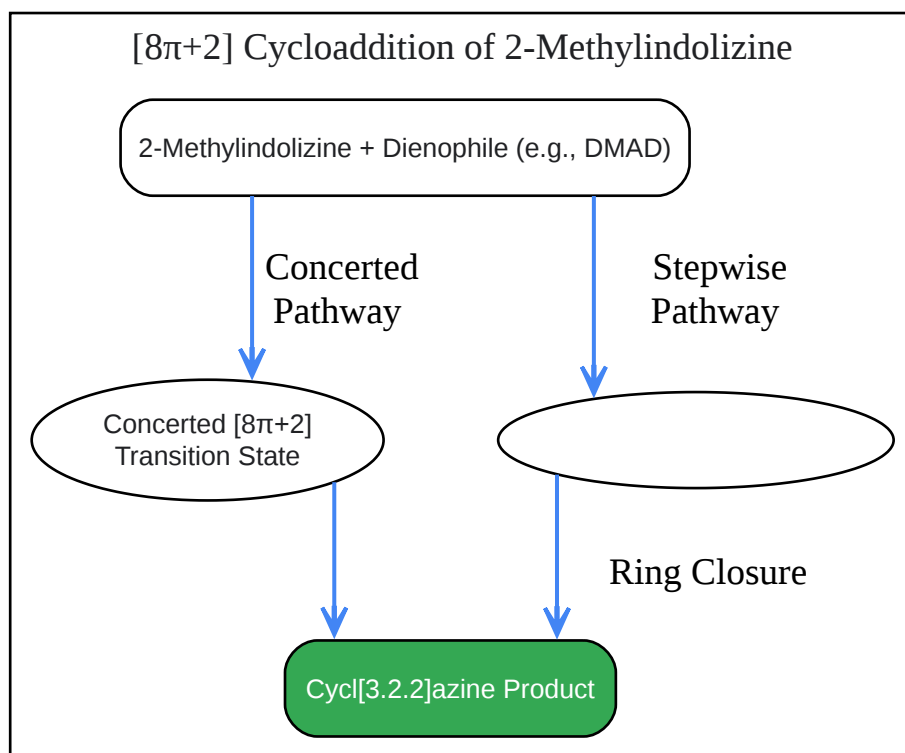 [8π+2] Cycloaddition of 2-Methylindolizine
2-Methylindolizine + Dienophile (e.g., DMAD)
Concerted
Pathway
Stepwise
Pathway
Concerted [8π+2]
Transition State
Ring Closure
Cycl[3.2.2]azine Product